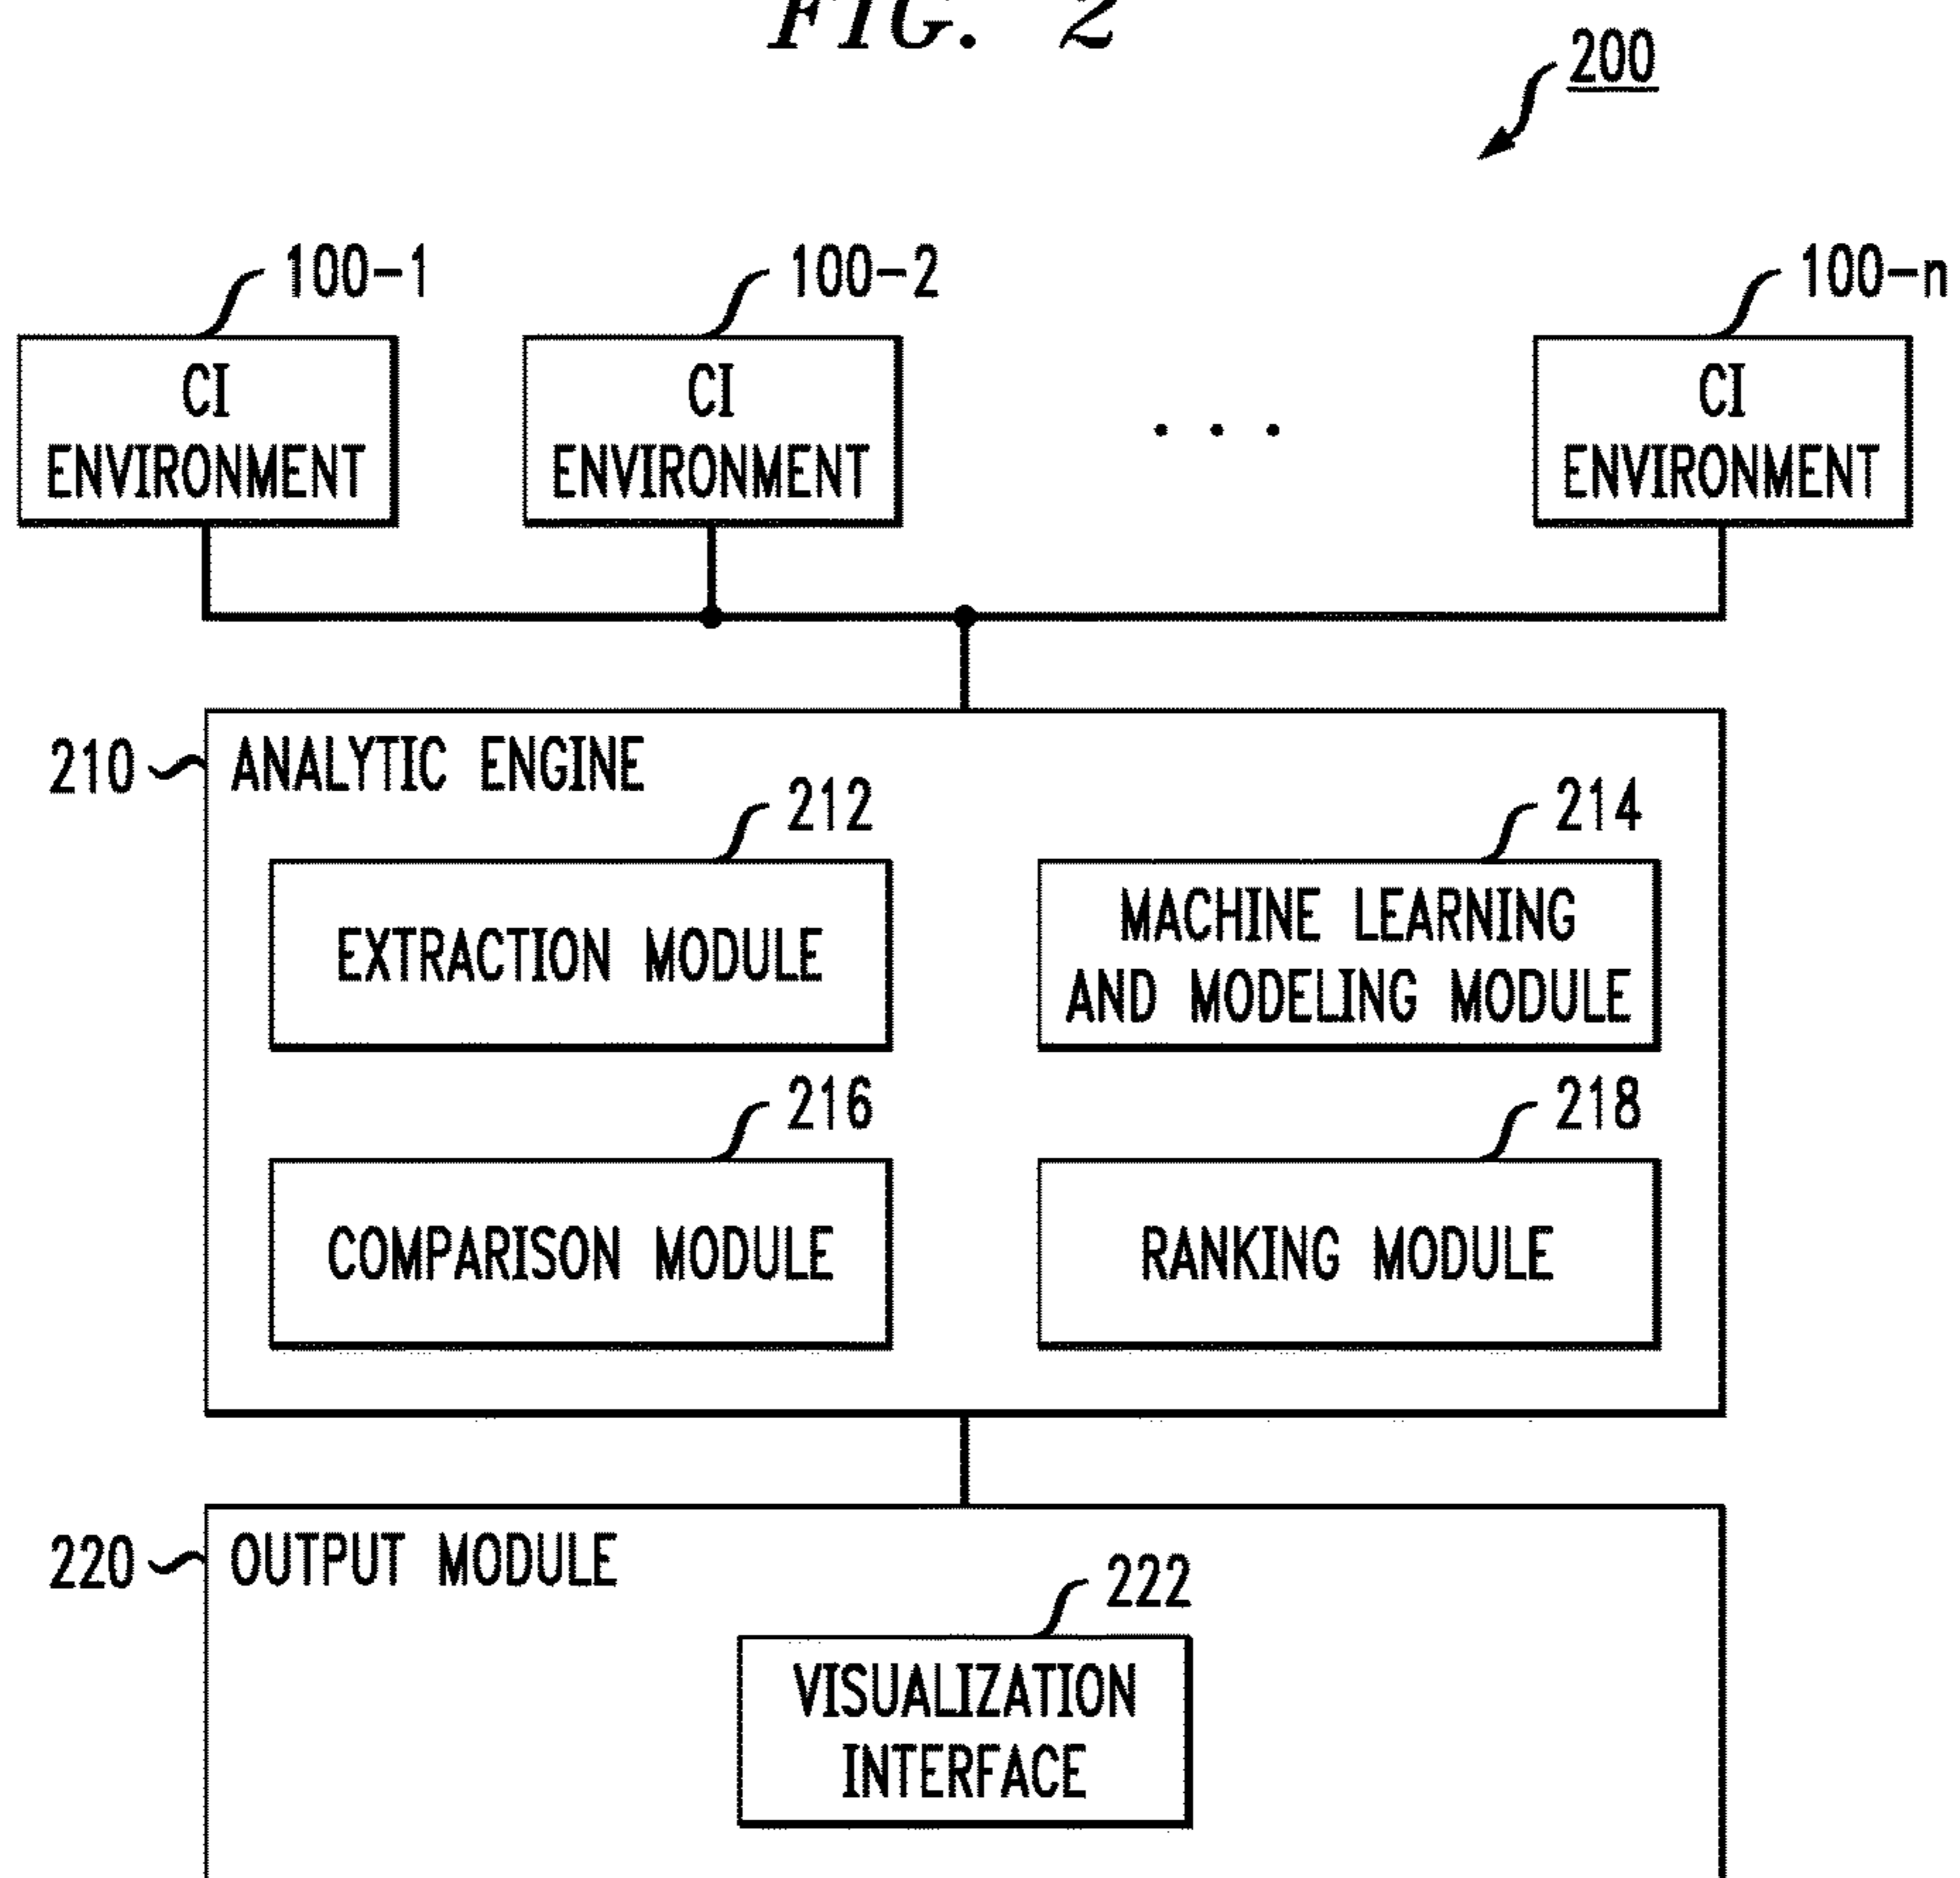 FIG. 2
200
100-1
100-2
100-n
CI
ENVIRONMENT
CI
ENVIRONMENT
. . .
CI
ENVIRONMENT
210
ANALYTIC ENGINE
212
214
EXTRACTION MODULE
MACHINE LEARNING
AND MODELING MODULE
216
218
COMPARISON MODULE
RANKING MODULE
220
OUTPUT MODULE
222
VISUALIZATION
INTERFACE